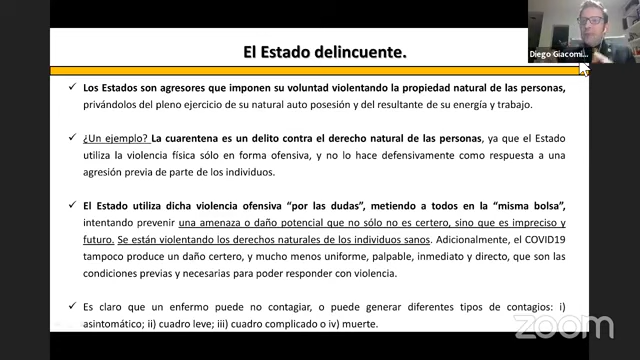 El Estado delincuente.
Diego Giacomi...
✓ Los Estados son agresores que imponen su voluntad violentando la propiedad natural de las personas,
privándolos del pleno ejercicio de su natural auto posesión y del resultante de su energía y trabajo.
✓ ¿Un ejemplo? La cuarentena es un delito contra el derecho natural de las personas, ya que el Estado
utiliza la violencia física sólo en forma ofensiva, y no lo hace defensivamente como respuesta a una
agresión previa de parte de los individuos.
✓ El Estado utiliza dicha violencia ofensiva “por las dudas”, metiendo a todos en la “misma bolsa”,
intentando prevenir una amenaza o daño potencial que no sólo no es certero, sino que es impreciso y
futuro. Se están violentando los derechos naturales de los individuos sanos. Adicionalmente, el COVID19
tampoco produce un daño certero, y mucho menos uniforme, palpable, inmediato y directo, que son las
condiciones previas y necesarias para poder responder con violencia.
✓ Es claro que un enfermo puede no contagiar, o puede generar diferentes tipos de contagios: i)
asintomático; ii) cuadro leve; iii) cuadro complicado o iv) muerte.
zoom